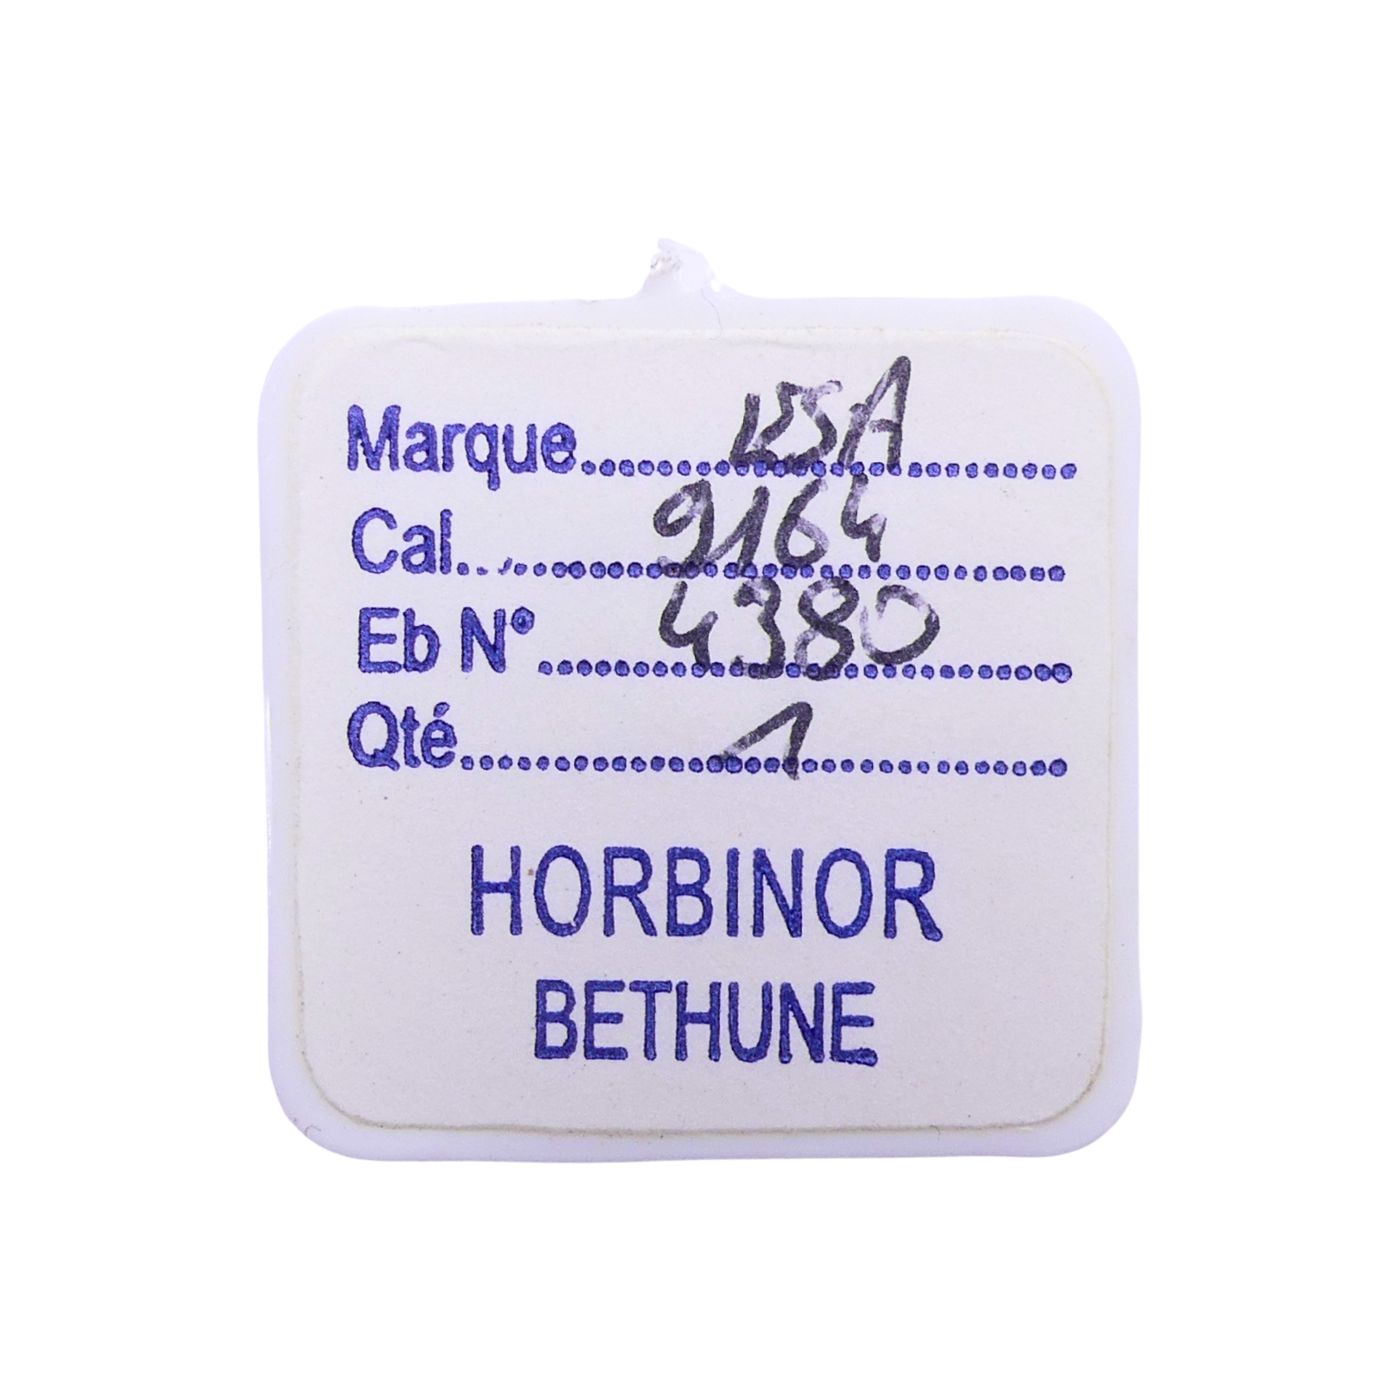 Marque.......ESA.......
Cal.......9164.......
Eb N°.......4380.......
Qté.......1.......
HORBINOR
BETHUNE